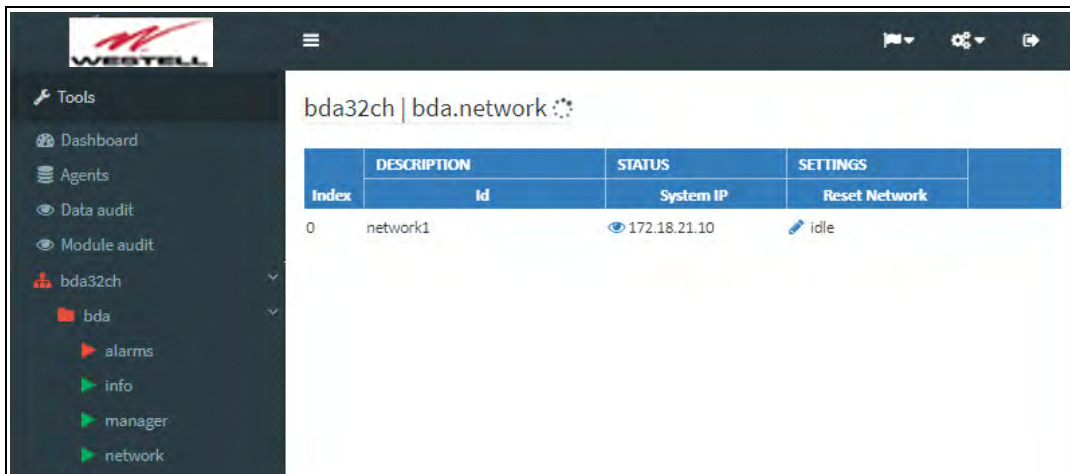 WESTELL
Tools
Dashboard
Agents
Data audit
Module audit
bda32ch
bda
alarms
info
manager
network
bda32ch | bda.network
DESCRIPTION STATUS SETTINGS
Index Id System IP Reset Network
0 network1 172.18.21.10 idle